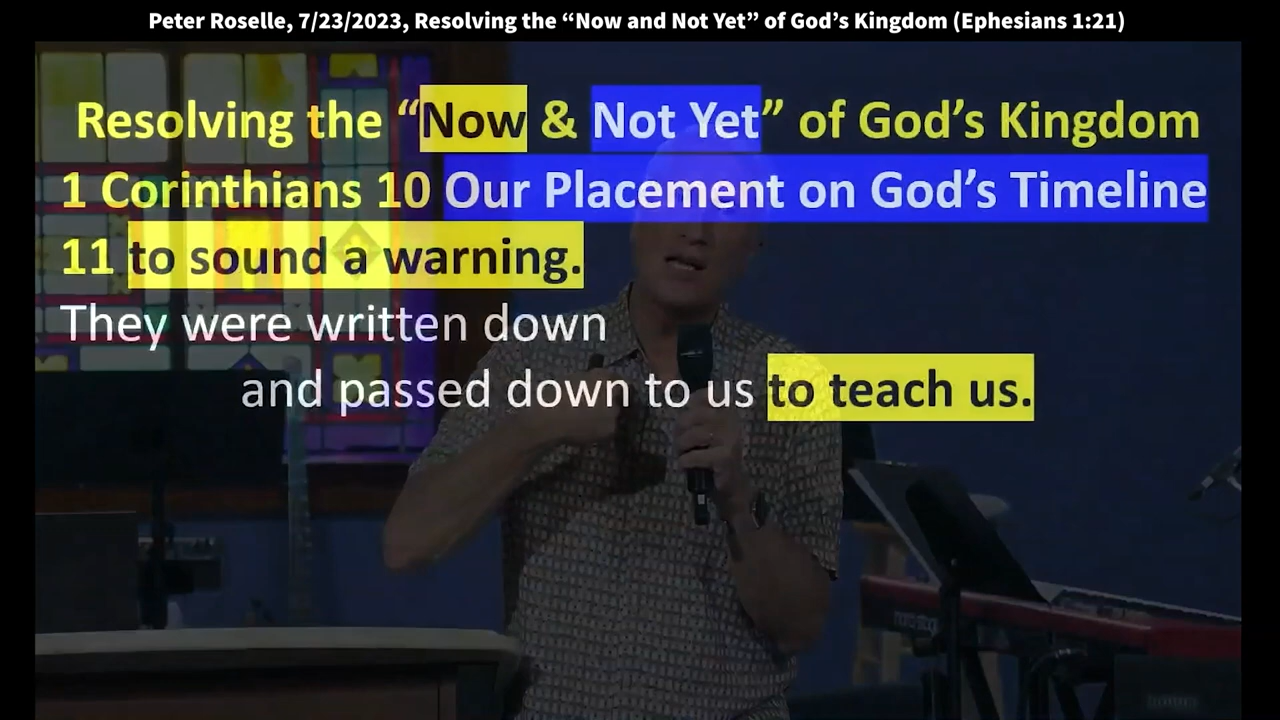 Peter Roselle, 7/23/2023, Resolving the “Now and Not Yet” of God’s Kingdom (Ephesians 1:21)
Resolving the “Now & Not Yet” of God’s Kingdom
1 Corinthians 10 Our Placement on God’s Timeline
11 to sound a warning.
They were written down
and passed down to us to teach us.